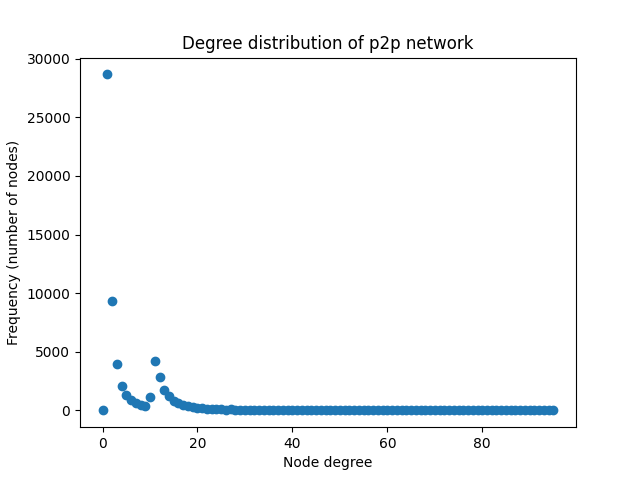 Degree distribution of p2p network
30000
25000
20000
15000
10000
5000
0
Frequency (number of nodes)
0 20 40 60 80
Node degree